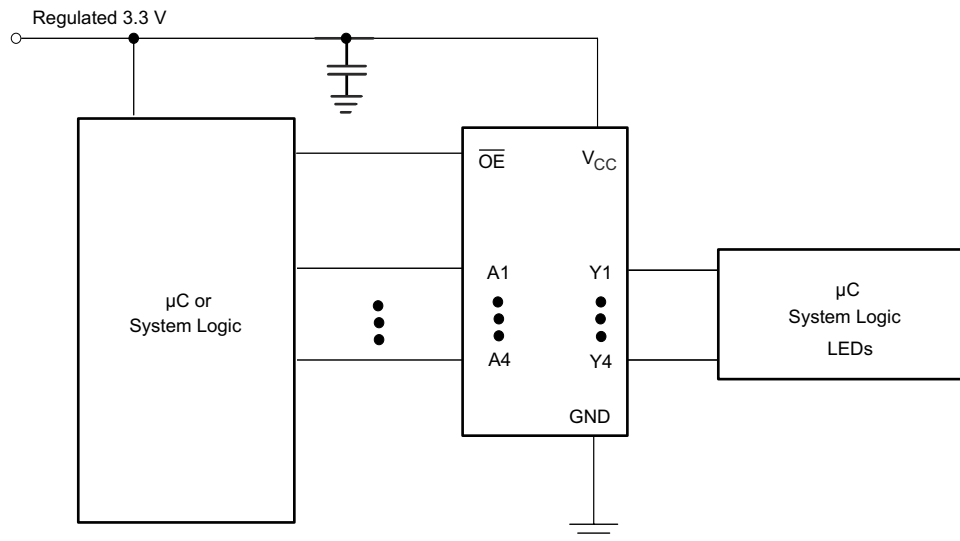 Regulated 3.3 V
OE
VCC
A1
Y1
µC or
System Logic
µC
System Logic
LEDs
A4
Y4
GND